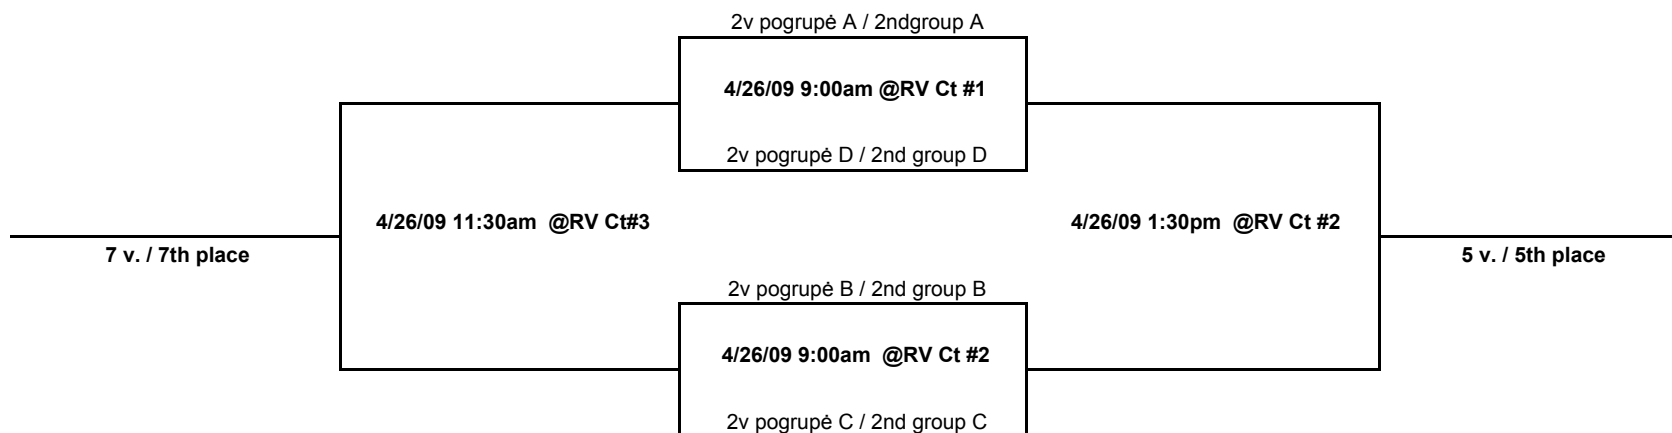 2v pogrupė A / 2ndgroup A
4/26/09 9:00am @RV Ct #1
2v pogrupė D / 2nd group D
4/26/09 11:30am  @RV Ct#3
4/26/09 1:30pm  @RV Ct #2
7 v. / 7th place
5 v. / 5th place
2v pogrupė B / 2nd group B
4/26/09 9:00am  @RV Ct #2
2v pogrupė C / 2nd group C